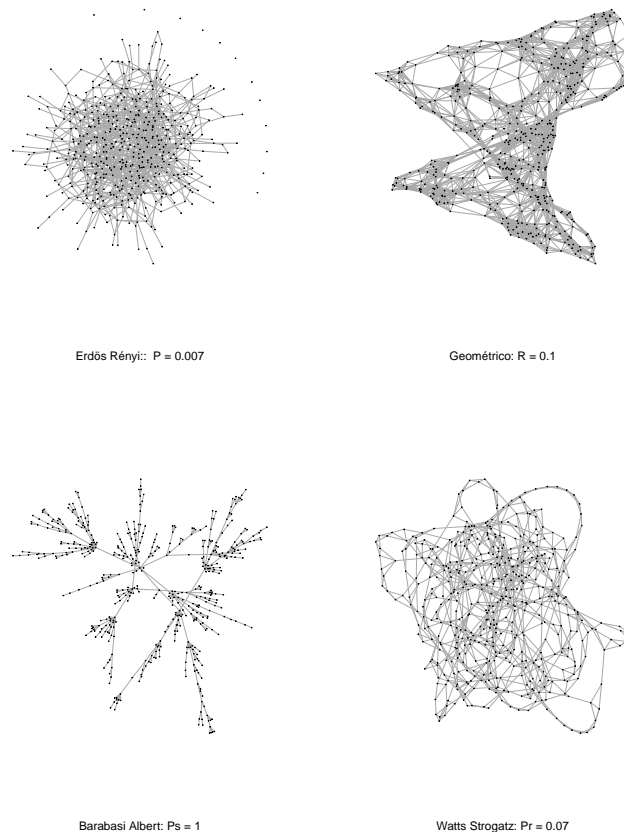 Erdös Rényi:: P = 0.007
Geométrico: R = 0.1
Barabasi Albert: Ps = 1
Watts Strogatz: Pr = 0.07